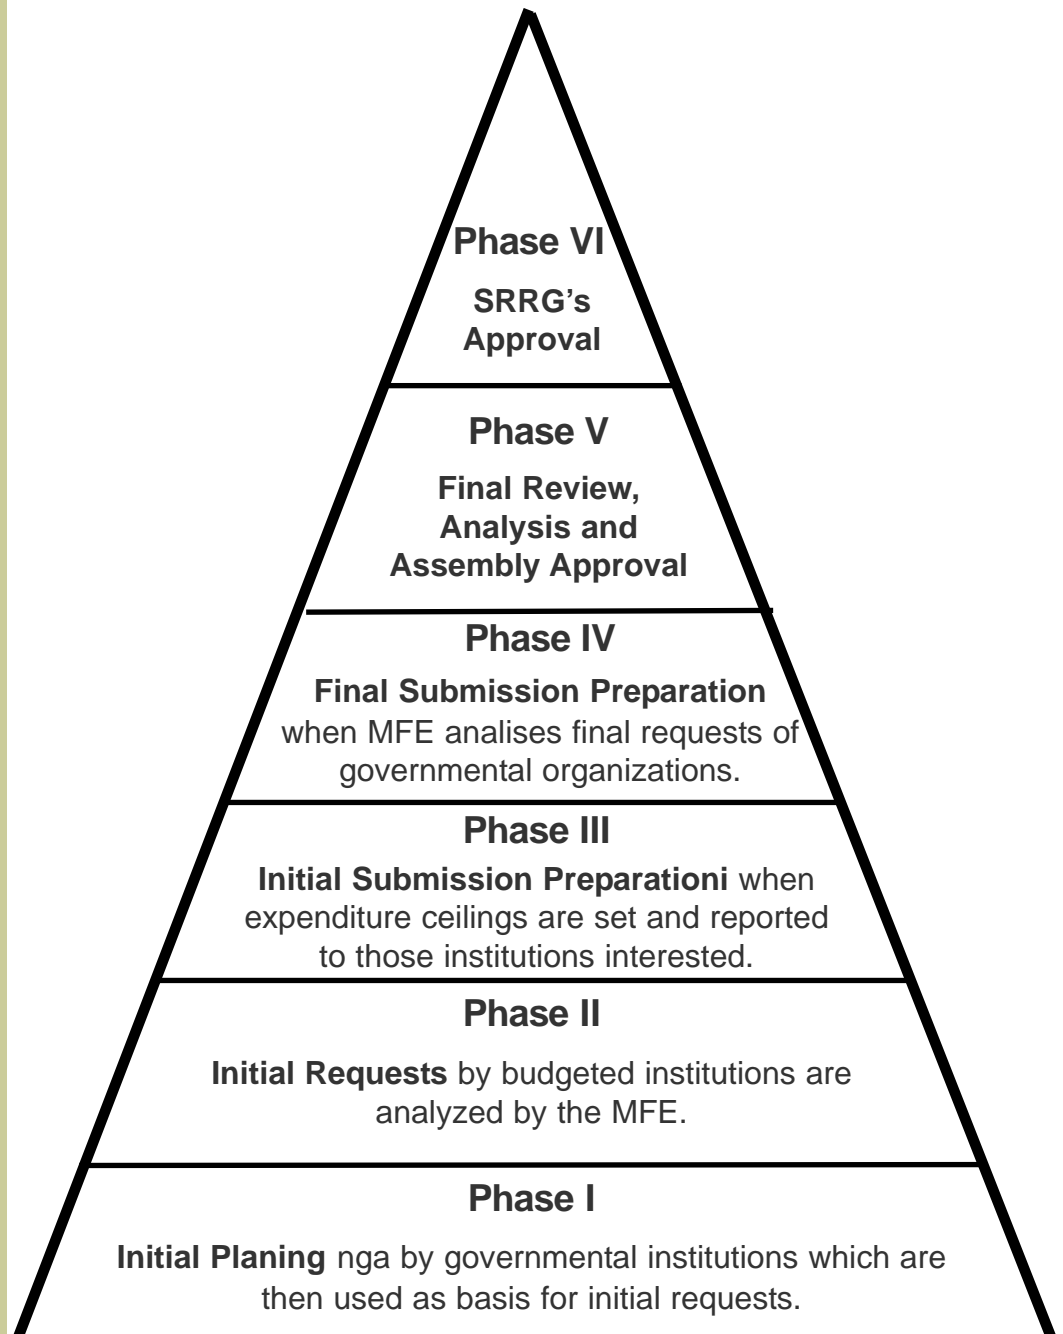 Phase VI
SRRG's
Approval
Phase V
Final Review,
Analysis and
Assembly Approval
Phase IV
Final Submission Preparation
when MFE analises final requests of
governmental organizations.
Phase III
Initial Submission Preparationi when
expenditure ceilings are set and reported
to those institutions interested.
Phase II
Initial Requests by budgeted institutions are
analyzed by the MFE.
Phase I
Initial Planing nga by governmental institutions which are
then used as basis for initial requests.